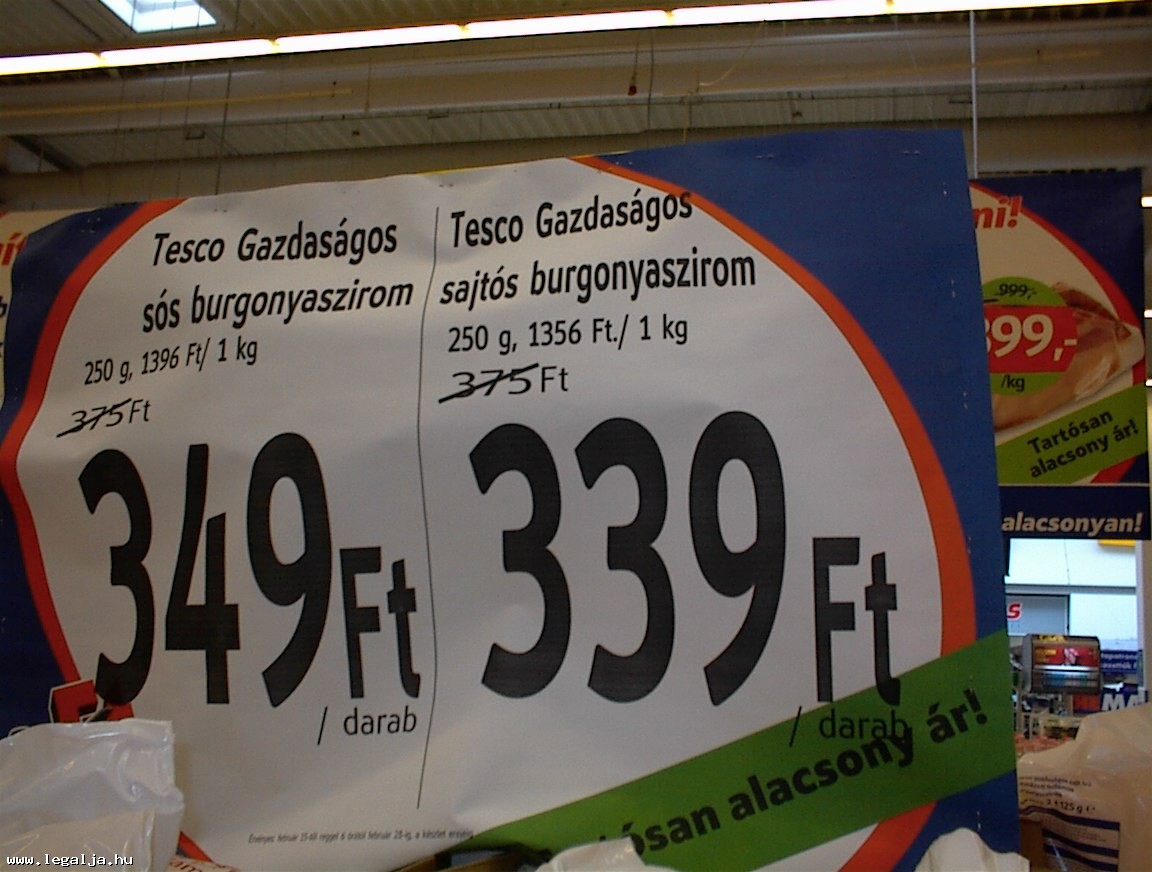 Tesco Gazdaságos
sós burgonyaszirom
250 g, 1396 Ft/ 1 kg
375 Ft
349 Ft
/ darab
Tesco Gazdaságos
sajtós burgonyaszirom
250 g, 1356 Ft./ 1 kg
375 Ft
339 Ft
/ darab
alacsony ár!
999,-
/kg
Tartósan
alacsony ár!
alacsonyan!
www.legalja.hu